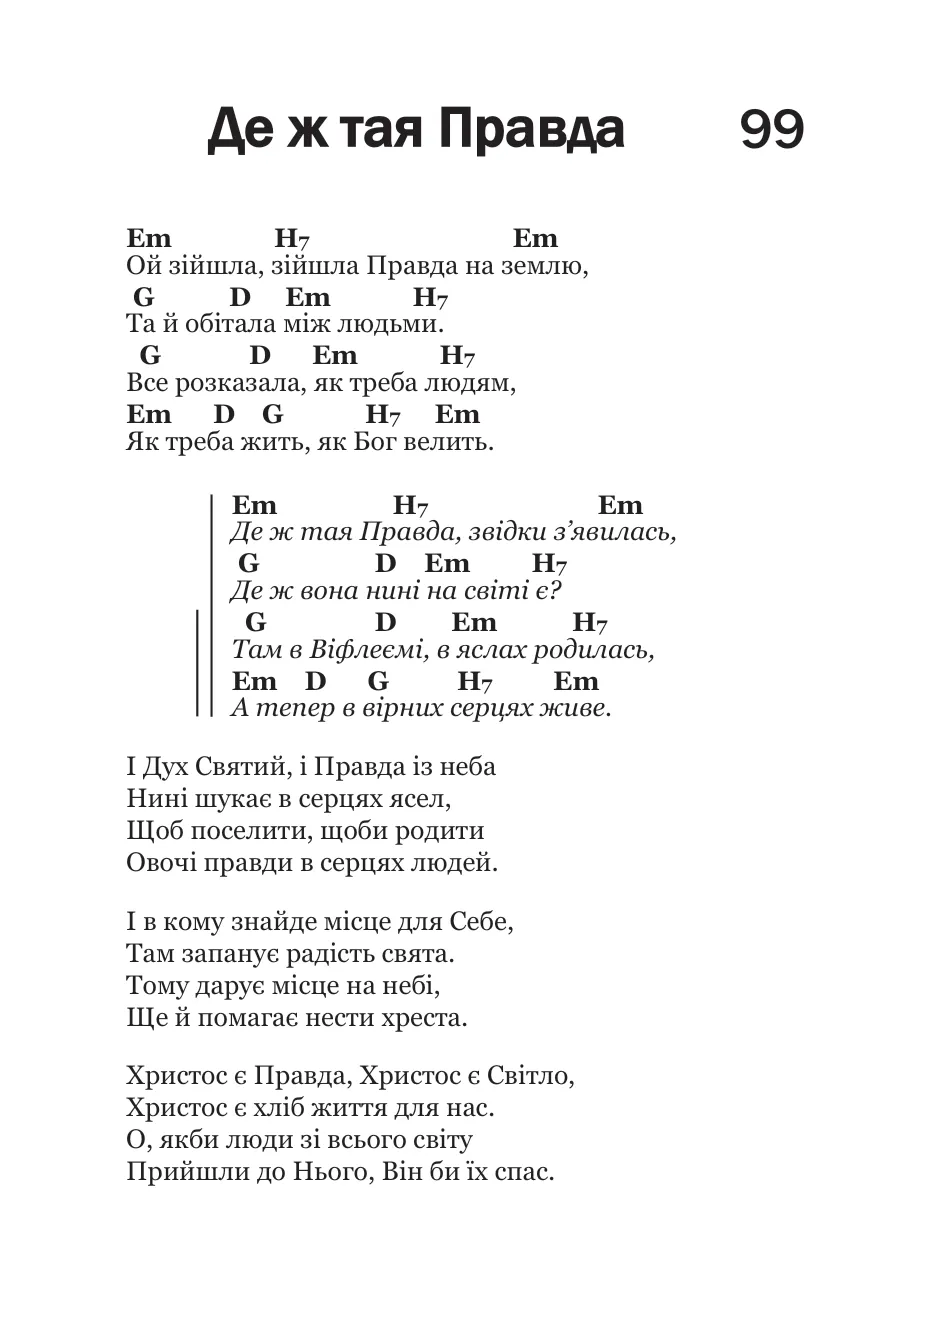 Де ж тая Правда 99
Em H7 Em
Ой зійшла, зійшла Правда на землю,
G D Em H7
Та й обітала між людьми.
G D Em H7
Все розказала, як треба людям,
Em D G H7 Em
Як треба жить, як Бог велить.
Em H7 Em
Де ж тая Правда, звідки з’явилась,
G D Em H7
Де ж вона нині на світі є?
G D Em H7
Там в Віфлеємі, в яслах родилась,
Em D G H7 Em
А тепер в вірних серцях живе.
І Дух Святий, і Правда із неба
Нині шукає в серцях ясел,
Щоб поселити, щоби родити
Овочі правди в серцях людей.
І в кому знайде місце для Себе,
Там запанує радість свята.
Тому дарує місце на небі,
Ще й помагає нести хреста.
Христос є Правда, Христос є Світло,
Христос є хліб життя для нас.
О, якби люди зі всього світу
Прийшли до Нього, Він би їх спас.